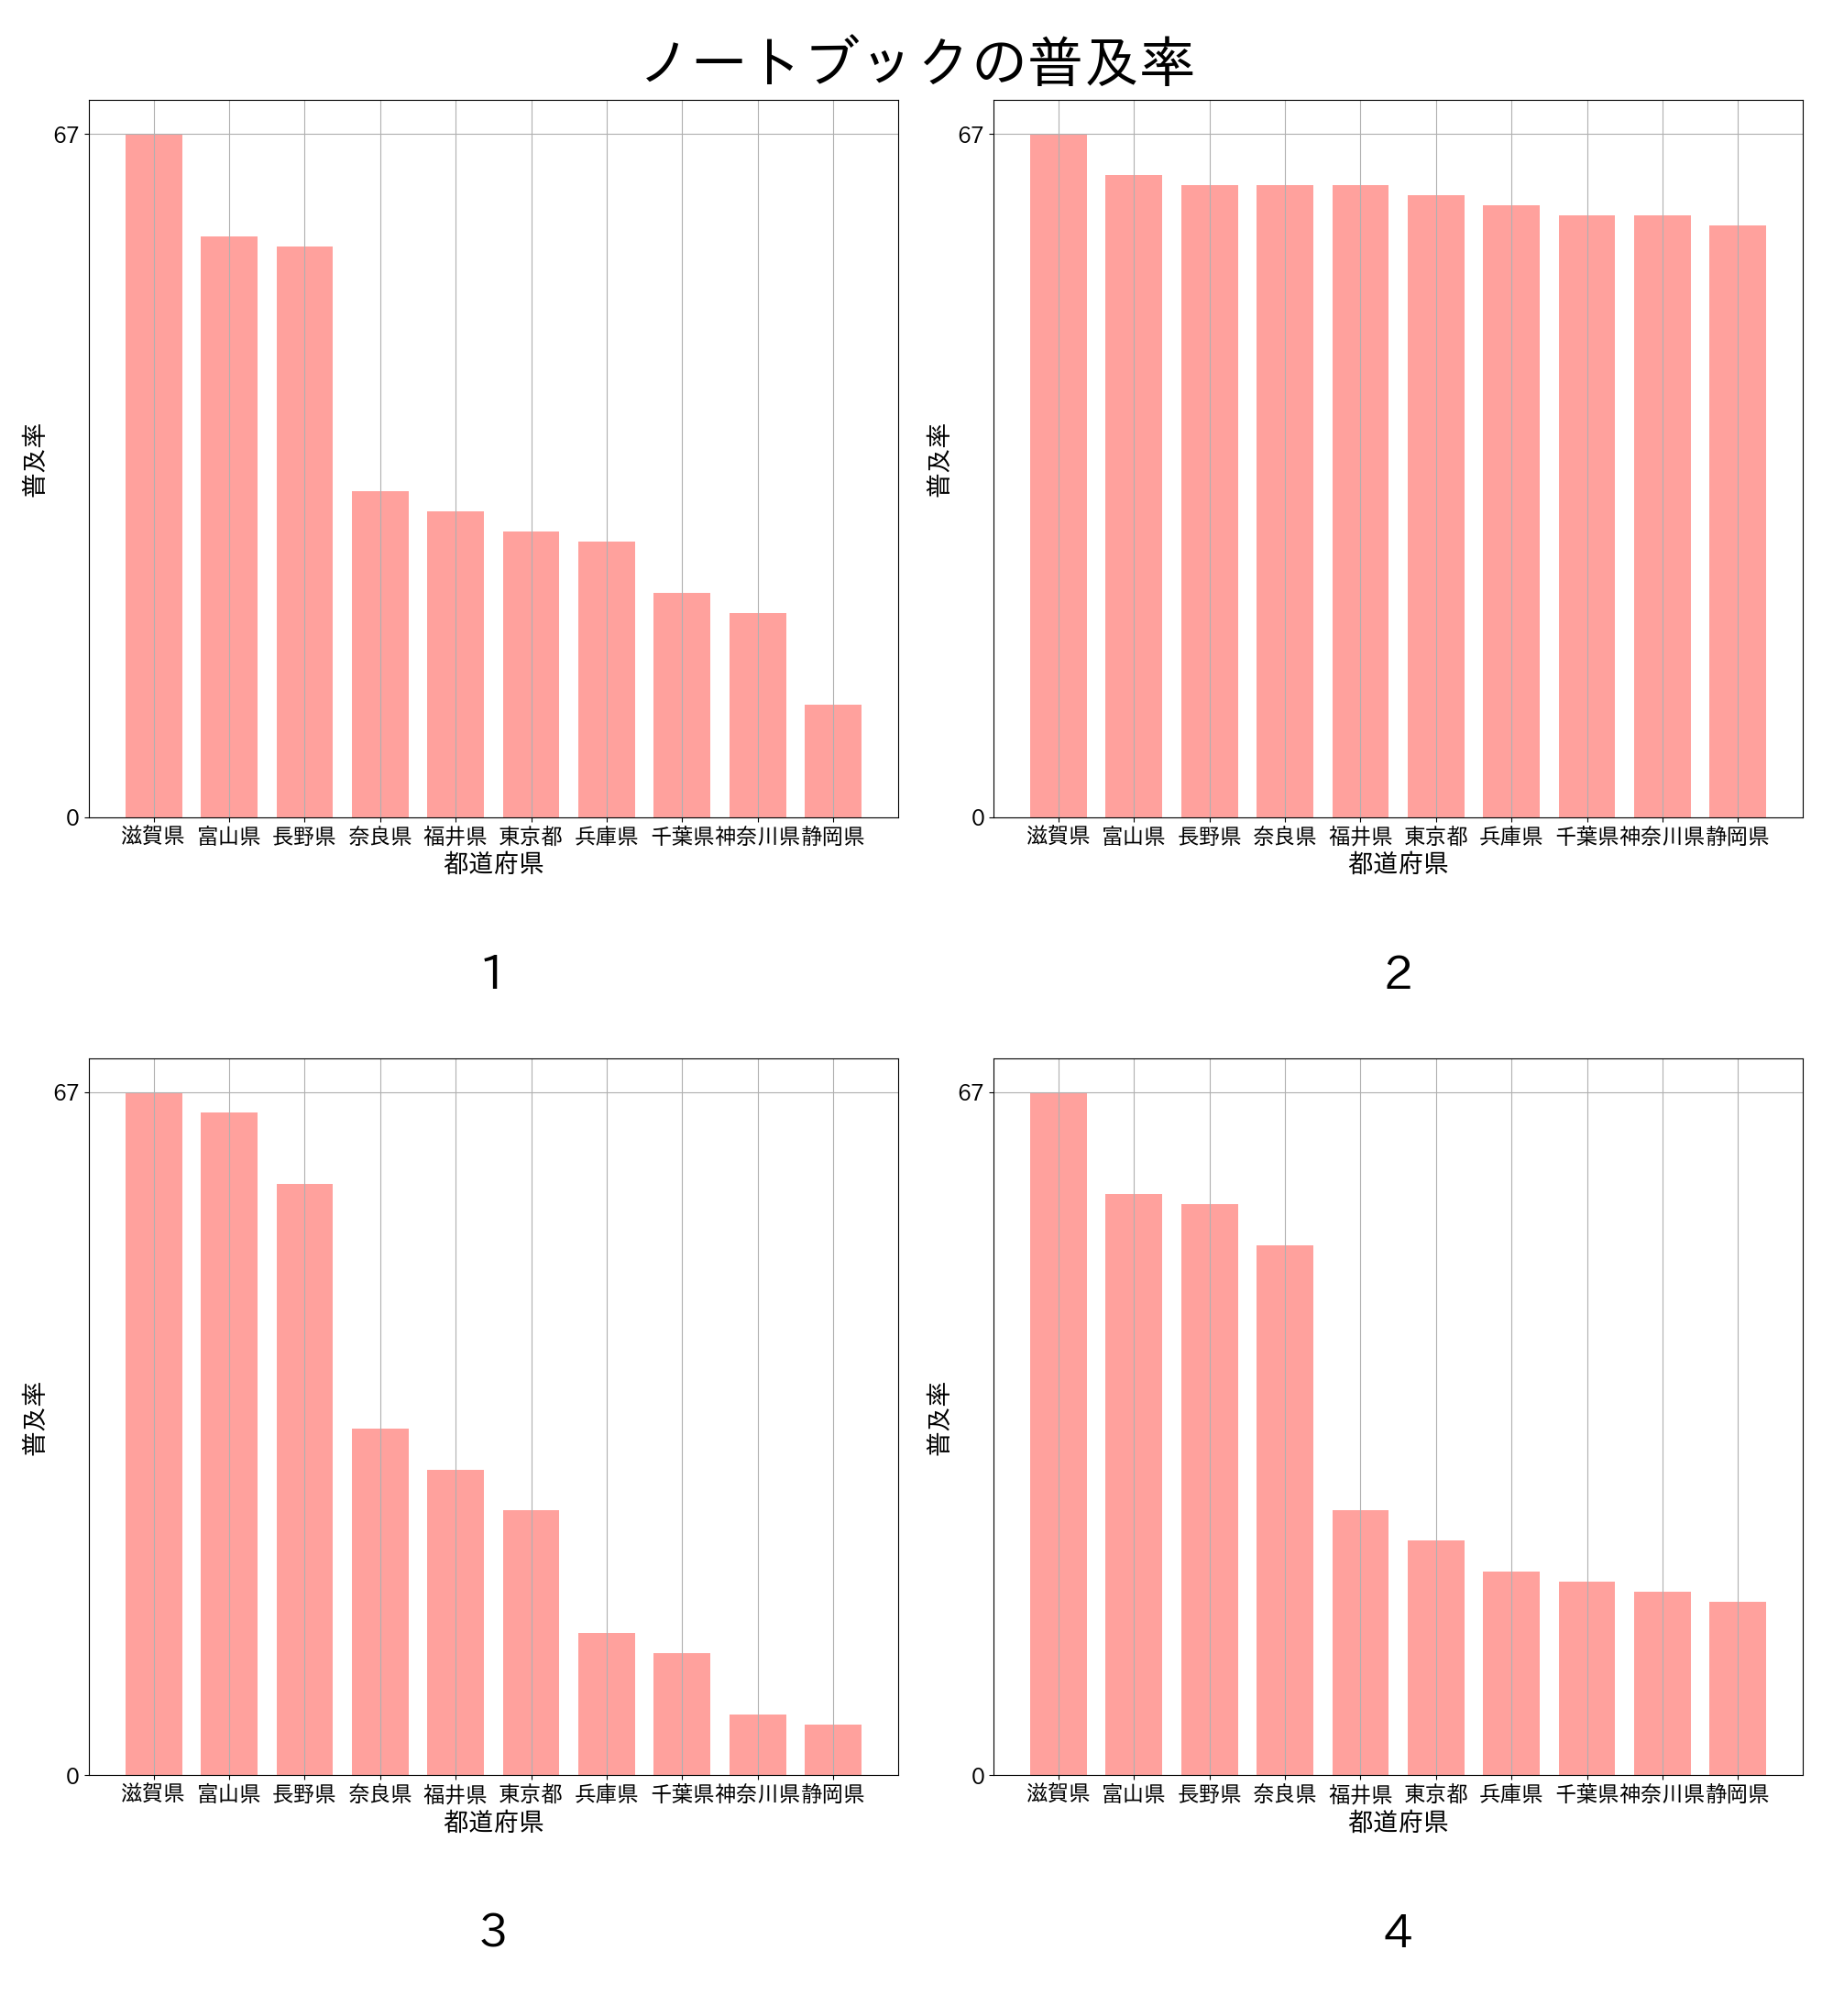 ノートブックの普及率
67
0
普及率
滋賀県 富山県 長野県 奈良県 福井県 東京都 兵庫県 千葉県 神奈川県 静岡県
都道府県
1
67
0
普及率
滋賀県 富山県 長野県 奈良県 福井県 東京都 兵庫県 千葉県 神奈川県 静岡県
都道府県
2
67
0
普及率
滋賀県 富山県 長野県 奈良県 福井県 東京都 兵庫県 千葉県 神奈川県 静岡県
都道府県
3
67
0
普及率
滋賀県 富山県 長野県 奈良県 福井県 東京都 兵庫県 千葉県 神奈川県 静岡県
都道府県
4